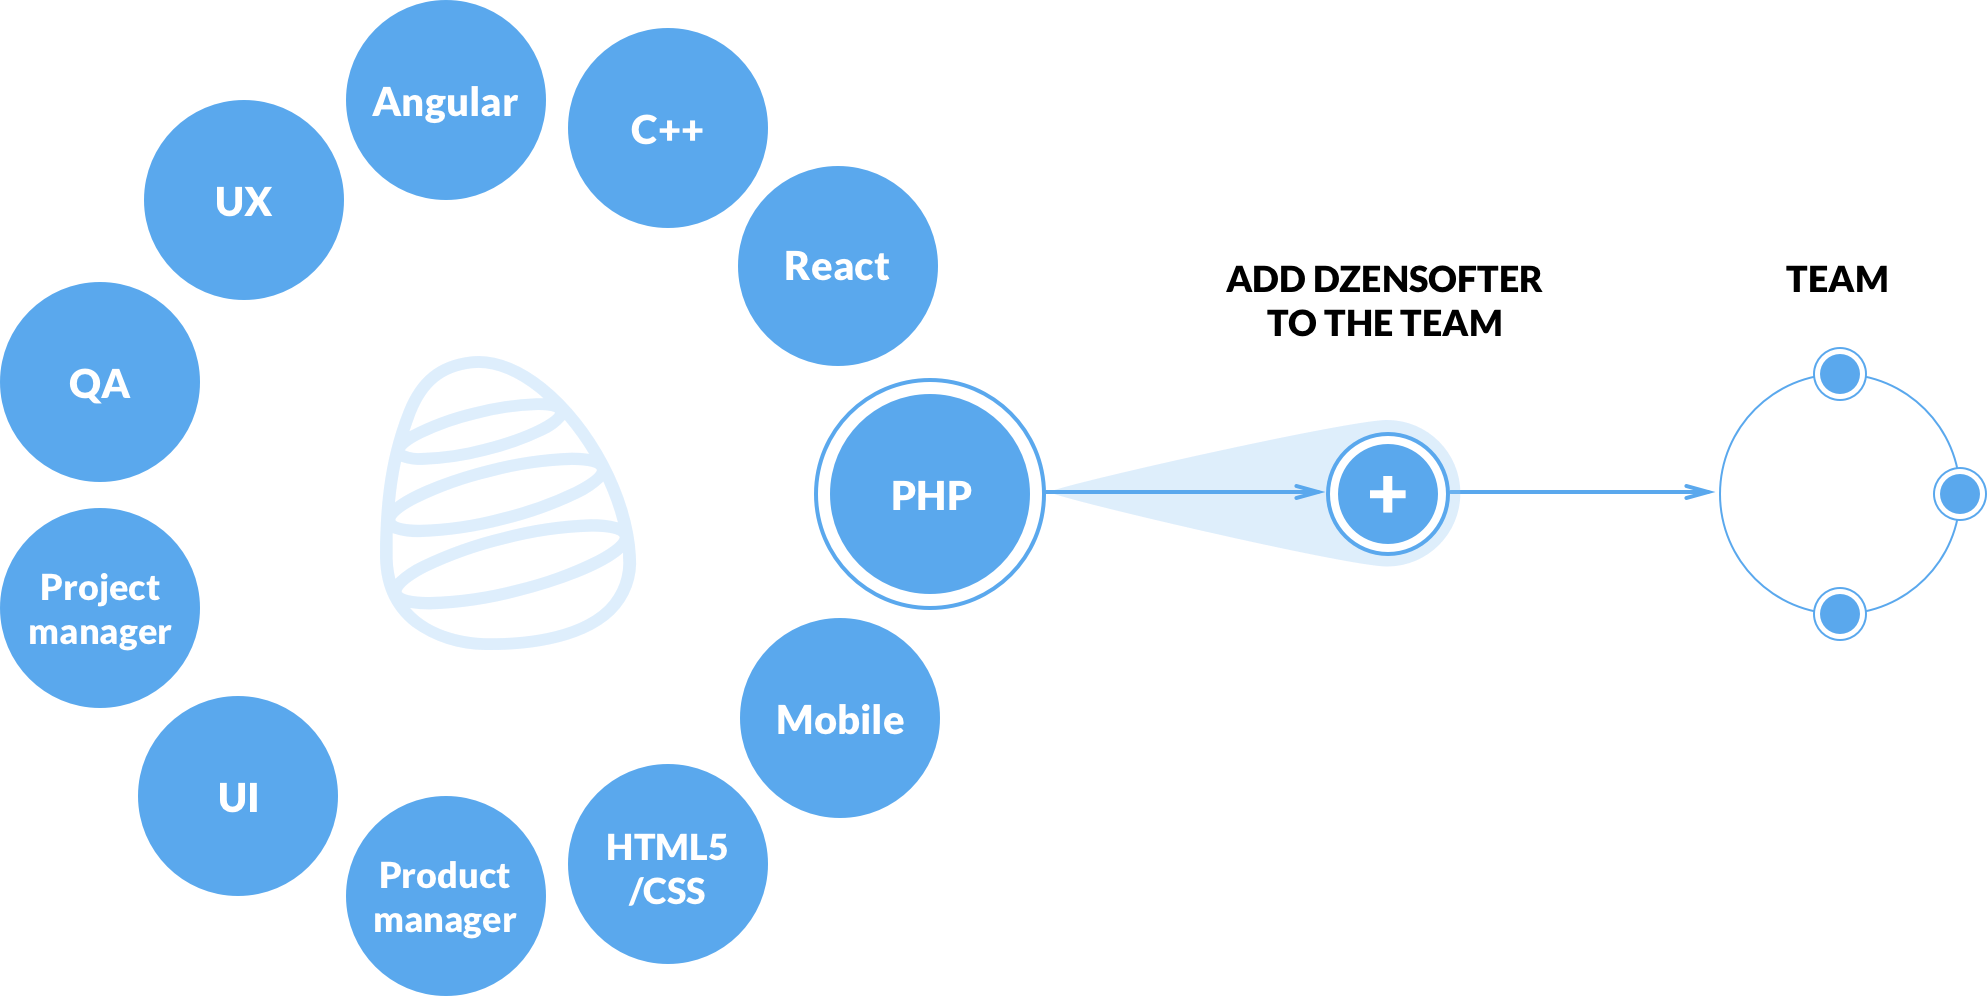 Angular
C++
UX
React
ADD DZENSOFTER
TO THE TEAM
TEAM
QA
PHP
+
Project
manager
Mobile
UI
HTML5
/CSS
Product
manager